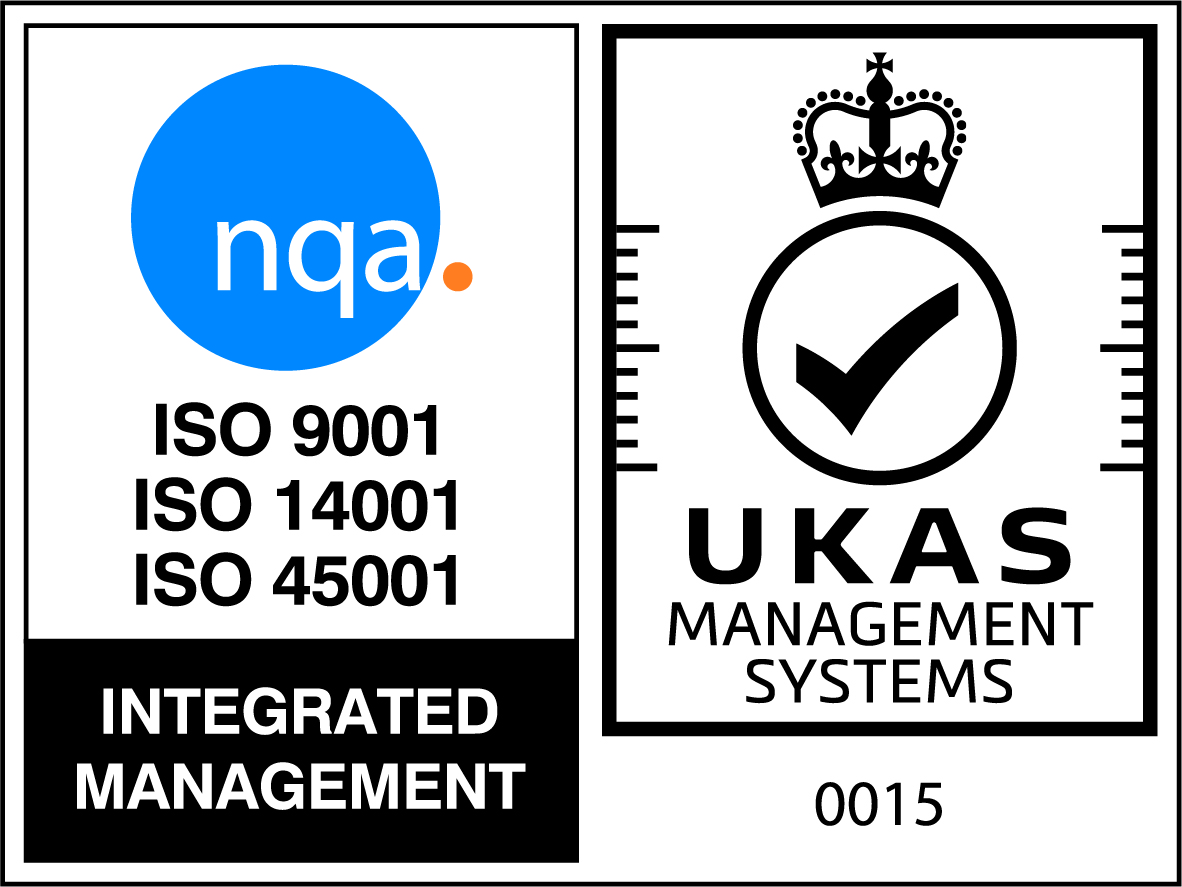 nqa.
ISO 9001
ISO 14001
ISO 45001
INTEGRATED
MANAGEMENT
UKAS
MANAGEMENT
SYSTEMS
0015